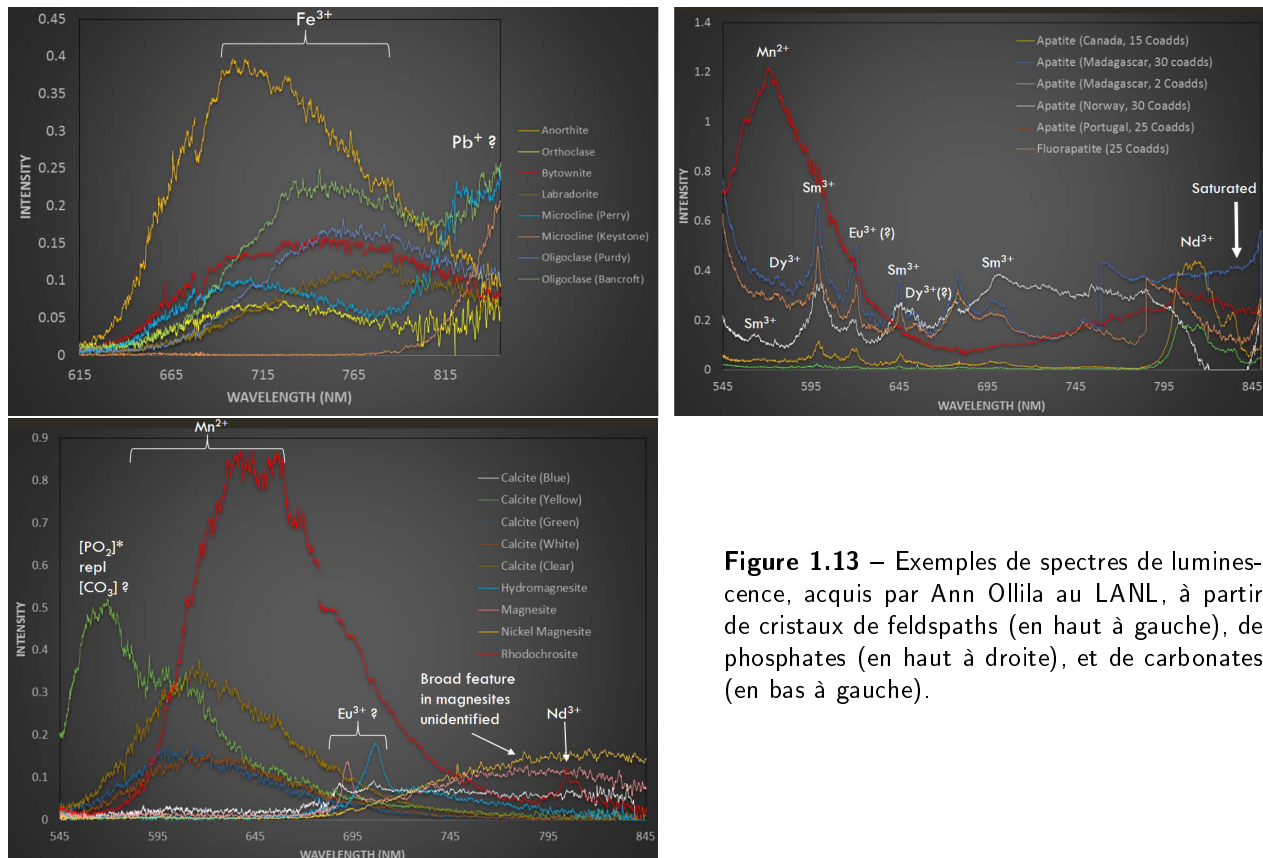 0.45
0.4
0.35
0.3
0.25
0.2
0.15
0.1
0.05
0
INTENSITY
615 665 715 765 815
WAVELENGTH (NM)
Fe³⁺
Pb⁺ ?
Anorthite
Orthoclase
Bytownite
Labradorite
Microcline (Perry)
Microcline (Keystone)
Oligoclase (Purdy)
Oligoclase (Bancroft)
1.4
1.2
1
0.8
0.6
0.4
0.2
0
INTENSITY
545 595 645 695 745 795 845
WAVELENGTH (NM)
Mn²⁺
Sm³⁺
Dy³⁺
Sm³⁺
Eu³⁺ (?)
Sm³⁺
Dy³⁺(?)
Sm³⁺
Saturated
Nd³⁺
Apatite (Canada, 15 Coadds)
Apatite (Madagascar, 30 coadds)
Apatite (Madagascar, 2 Coadds)
Apatite (Norway, 30 Coadds)
Apatite (Portugal, 25 Coadds)
Fluorapatite (25 Coadds)
0.9
0.8
0.7
0.6
0.5
0.4
0.3
0.2
0.1
0
INTENSITY
545 595 645 695 745 795 845
WAVELENGTH (NM)
Mn²⁺
[PO₂]*
repl
[CO₃] ?
Eu³⁺ ?
Broad feature
in magnesites
unidentified
Nd³⁺
Calcite (Blue)
Calcite (Yellow)
Calcite (Green)
Calcite (White)
Calcite (Clear)
Hydromagnesite
Magnesite
Nickel Magnesite
Rhodochrosite
Figure 1.13 – Exemples de spectres de lumines-
cence, acquis par Ann Ollila au LANL, à partir
de cristaux de feldspaths (en haut à gauche), de
phosphates (en haut à droite), et de carbonates
(en bas à gauche).